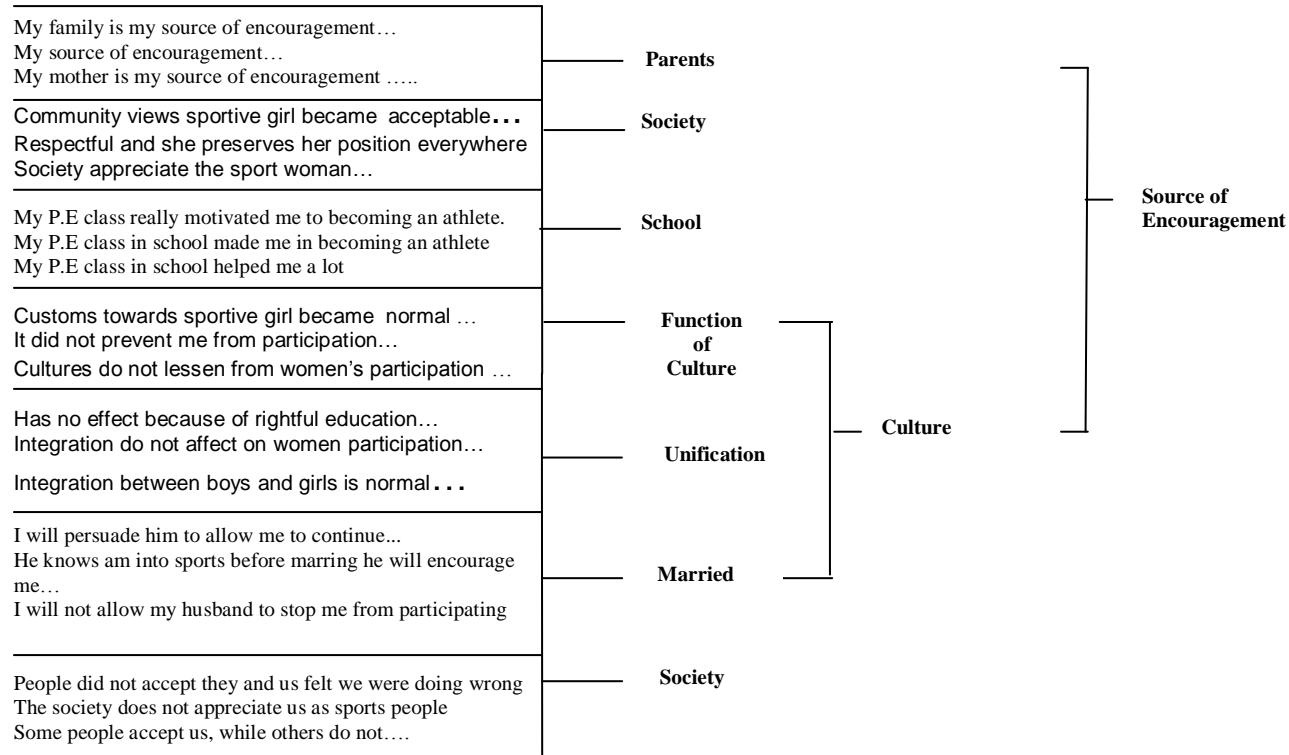 My family is my source of encouragement…
My source of encouragement…
My mother is my source of encouragement …..
Parents
Community views sportive girl became acceptable...
Respectful and she preserves her position everywhere
Society appreciate the sport woman…
Society
My P.E class really motivated me to becoming an athlete.
My P.E class in school made me in becoming an athlete
My P.E class in school helped me a lot
School
Source of
Encouragement
Customs towards sportive girl became normal …
It did not prevent me from participation…
Cultures do not lessen from women’s participation …
Function
of
Culture
Has no effect because of rightful education…
Integration do not affect on women participation…
Integration between boys and girls is normal...
Unification
Culture
I will persuade him to allow me to continue...
He knows am into sports before marring he will encourage
me…
I will not allow my husband to stop me from participating
Married
People did not accept they and us felt we were doing wrong
The society does not appreciate us as sports people
Some people accept us, while others do not….
Society